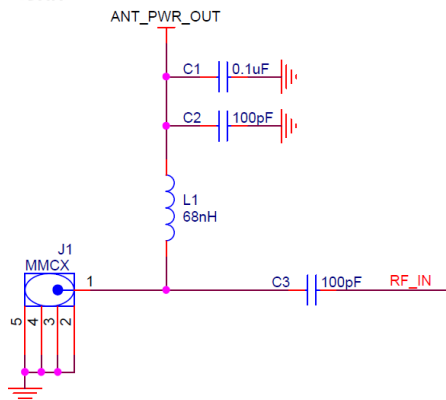 ANT_PWR_OUT
C1 0.1uF
C2 100pF
L1
68nH
J1
MMCX
1
C3 100pF RF_IN
5 4 3 2